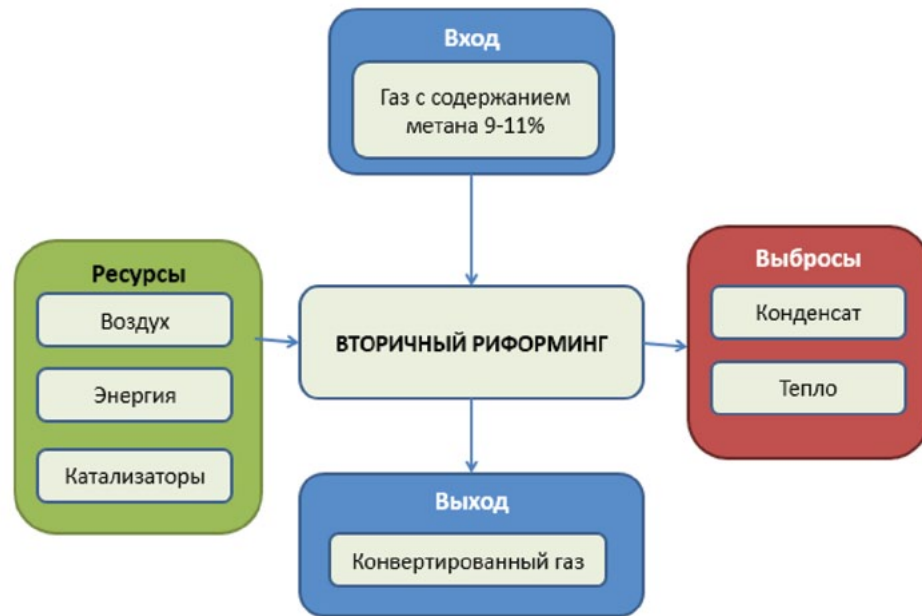 Вход
Газ с содержанием
метана 9-11%
Ресурсы
Воздух
Энергия
Катализаторы
ВТОРИЧНЫЙ РИФОРМИНГ
Выбросы
Конденсат
Тепло
Выход
Конвертированный газ